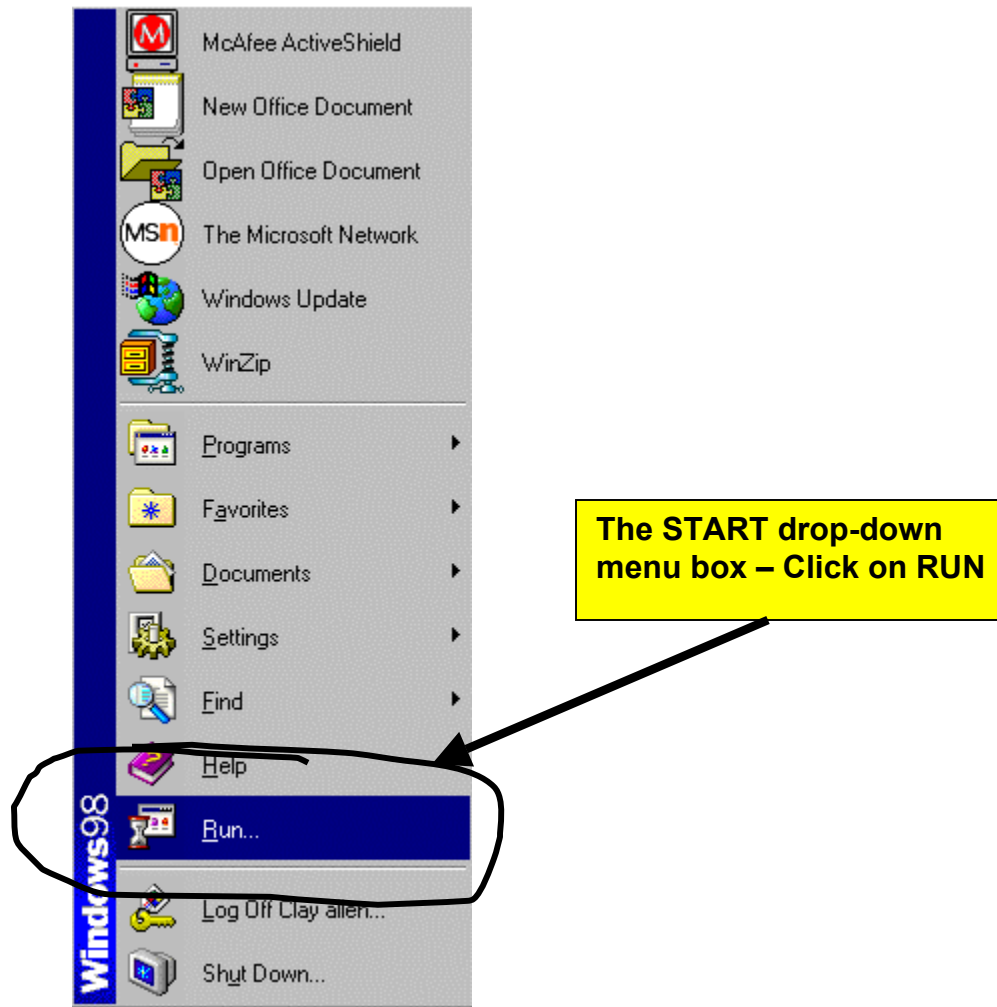 McAfee ActiveShield
New Office Document
Open Office Document
MSn The Microsoft Network
Windows Update
WinZip
Programs
Favorites
Documents
Settings
Find
Help
Run...
Log Off Clay allen...
Shut Down...
Windows98
The START drop-down
menu box – Click on RUN